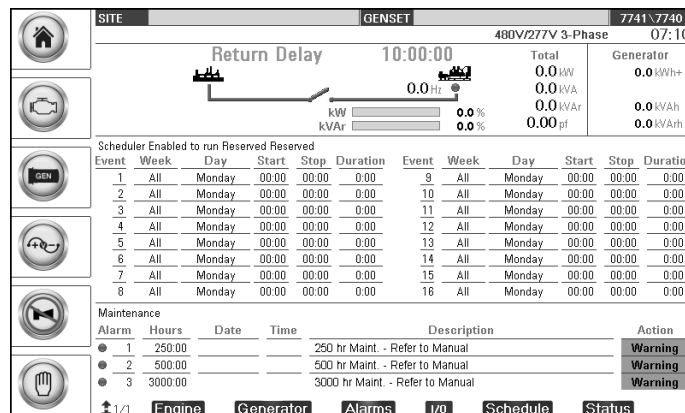 SITE GENSET 7741\7740
480V/277V 3-Phase 07:10
Return Delay 10:00:00 Total Generator
0.0 kW 0.0 kWh+
0.0 Hz 0.0 kVA
kW 0.0 % 0.0 kVAr 0.0 kVAh
kVAr 0.0 % 0.00 pf 0.0 kVArh
Scheduler Enabled to run Reserved Reserved
Event Week Day Start Stop Duration Event Week Day Start Stop Duratio
1 All Monday 00:00 00:00 0:00 9 All Monday 00:00 00:00 0:00
2 All Monday 00:00 00:00 0:00 10 All Monday 00:00 00:00 0:00
GEN
3 All Monday 00:00 00:00 0:00 11 All Monday 00:00 00:00 0:00
4 All Monday 00:00 00:00 0:00 12 All Monday 00:00 00:00 0:00
5 All Monday 00:00 00:00 0:00 13 All Monday 00:00 00:00 0:00
6 All Monday 00:00 00:00 0:00 14 All Monday 00:00 00:00 0:00
7 All Monday 00:00 00:00 0:00 15 All Monday 00:00 00:00 0:00
8 All Monday 00:00 00:00 0:00 16 All Monday 00:00 00:00 0:00
Maintenance
Alarm Hours Date Time Description Action
1 250:00 250 hr Maint. - Refer to Manual Warning
2 500:00 500 hr Maint. - Refer to Manual Warning
3 3000:00 3000 hr Maint. - Refer to Manual Warning
1/1 Engine Generator Alarms I/O Schedule Status